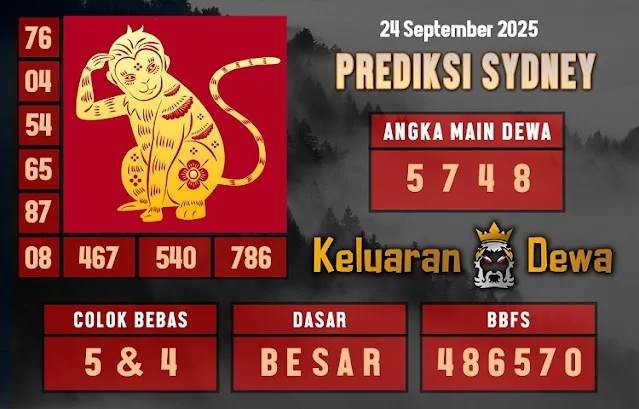 24 September 2025
PREDIKSI SYDNEY
76
04
54
65
87
08 467 540 786
ANGKA MAIN DEWA
5 7 4 8
Keluaran Dewa
COLOK BEBAS
5 & 4
DASAR
BESAR
BBFS
486570